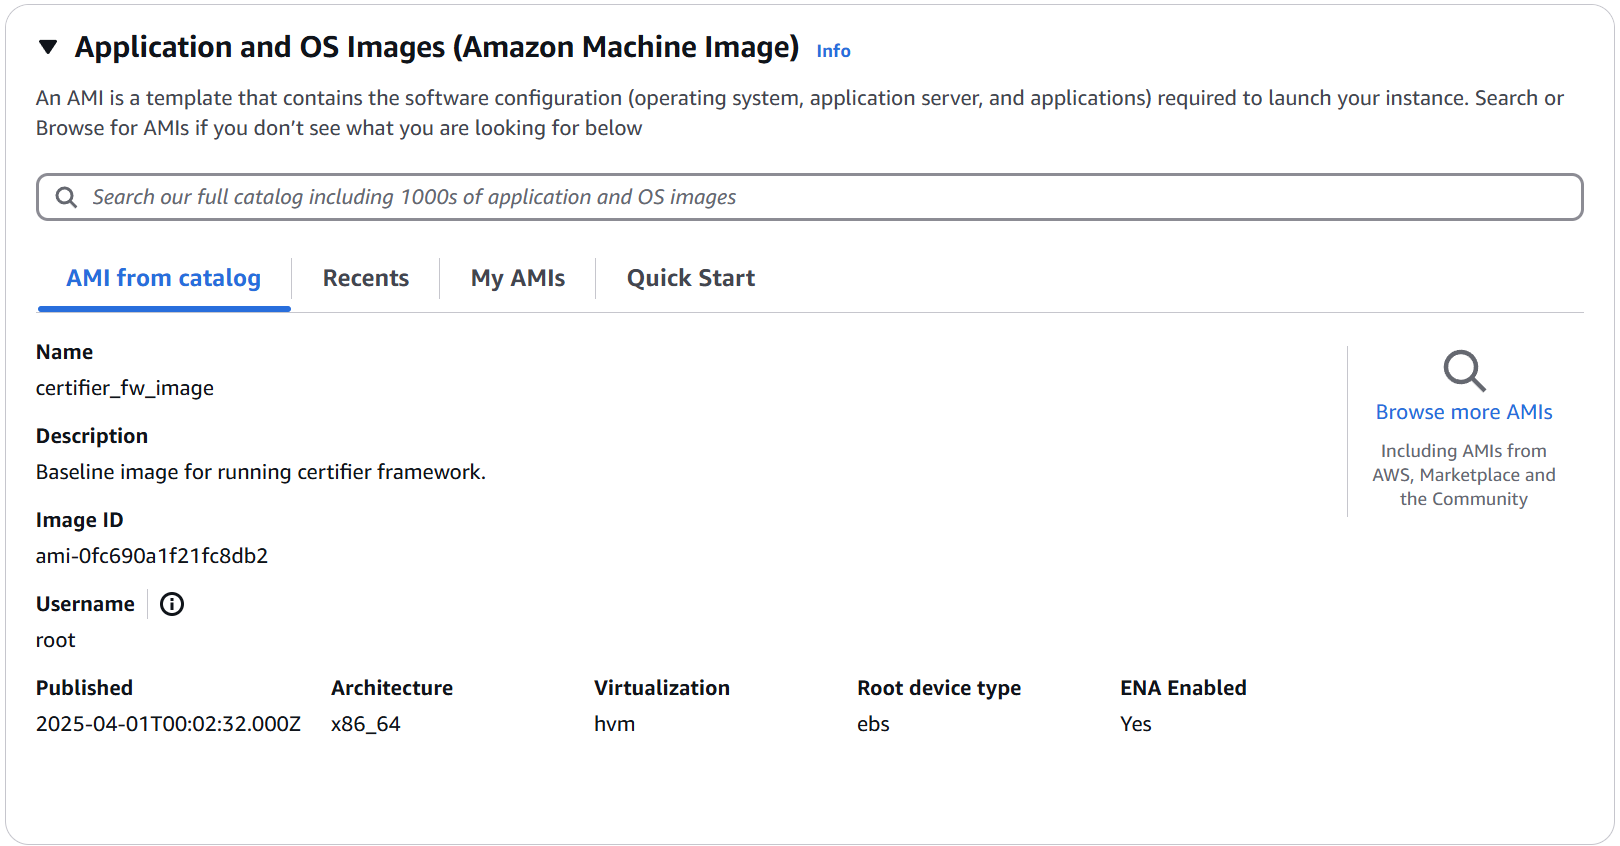 Application and OS Images (Amazon Machine Image) Info
An AMI is a template that contains the software configuration (operating system, application server, and applications) required to launch your instance. Search or
Browse for AMIs if you don’t see what you are looking for below
Search our full catalog including 1000s of application and OS images
AMI from catalog Recents My AMIs Quick Start
Name
certifier_fw_image
Description
Baseline image for running certifier framework.
Image ID
ami-0fc690a1f21fc8db2
Username
root
Published Architecture Virtualization Root device type ENA Enabled
2025-04-01T00:02:32.000Z x86_64 hvm ebs Yes
Browse more AMIs
Including AMIs from
AWS, Marketplace and
the Community